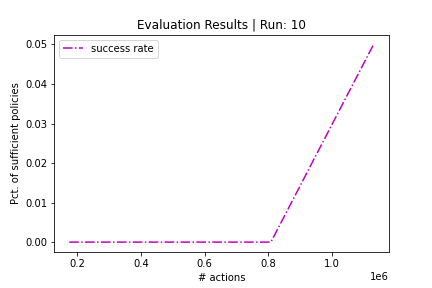 Evaluation Results | Run: 10
success rate
Pct. of sufficient policies
0.05
0.04
0.03
0.02
0.01
0.00
0.2 0.4 0.6 0.8 1.0
1e6
# actions